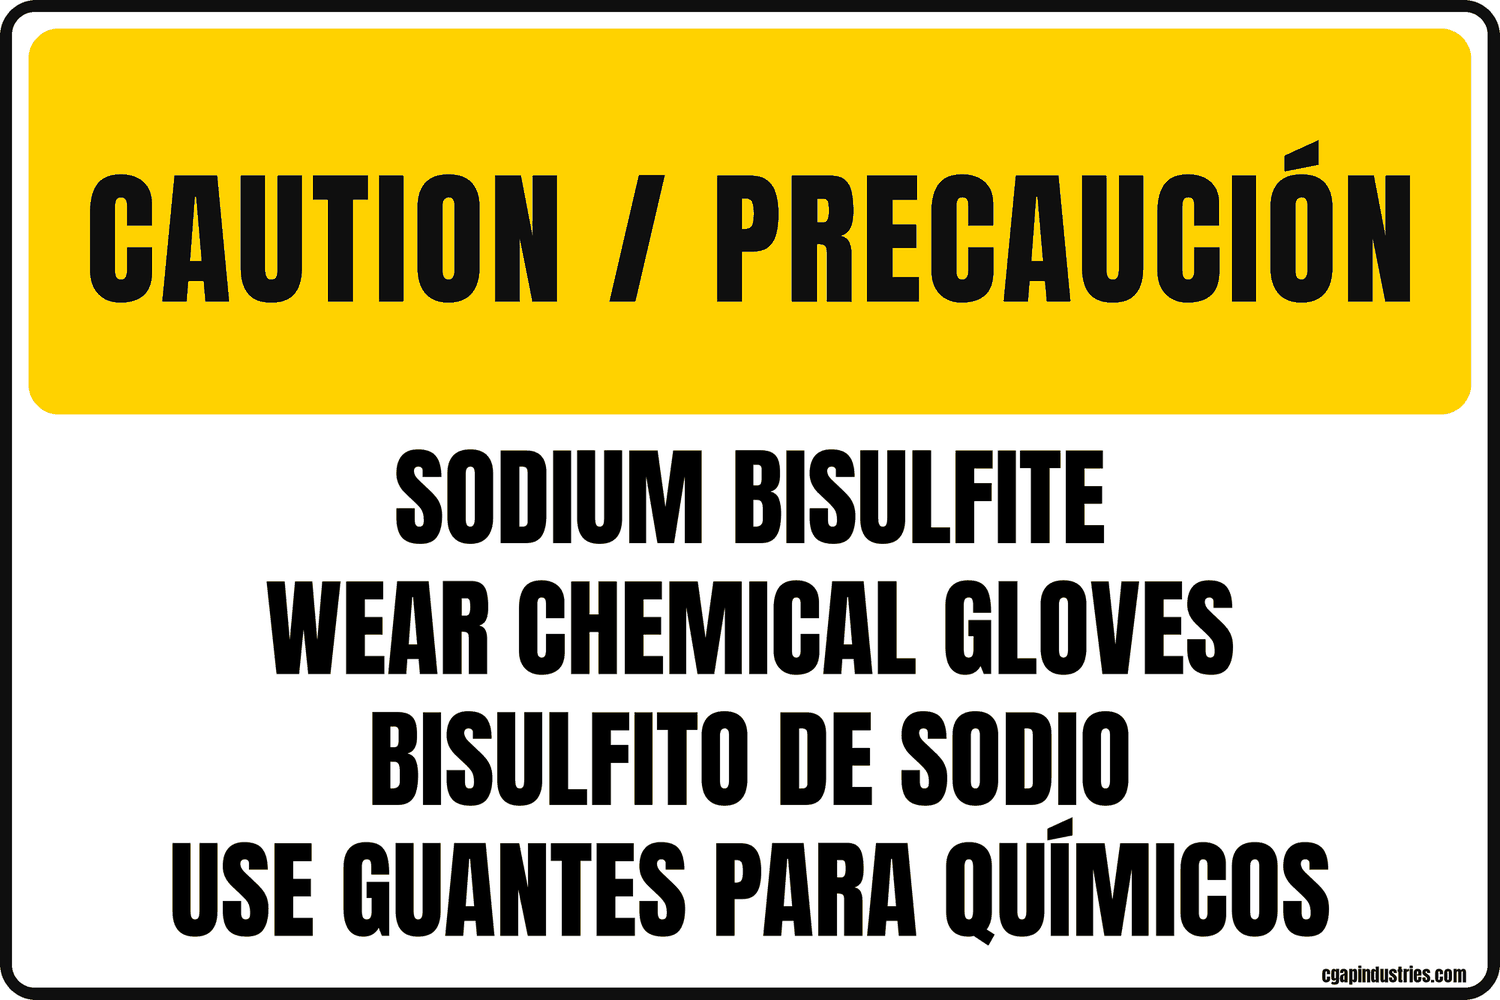 CAUTION / PRECAUCIÓN
SODIUM BISULFITE
WEAR CHEMICAL GLOVES
BISULFITO DE SODIO
USE GUANTES PARA QUÍMICOS
cgapindustries.com